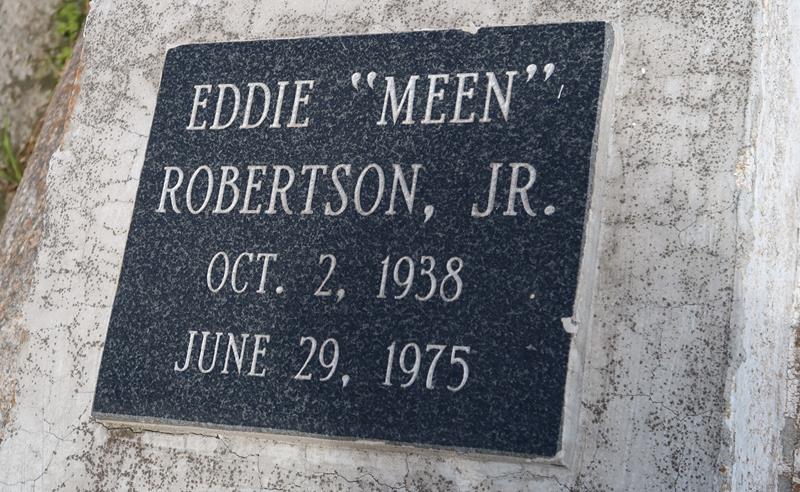 EDDIE “MEEN”
ROBERTSON, JR.
OCT. 2, 1938
JUNE 29, 1975